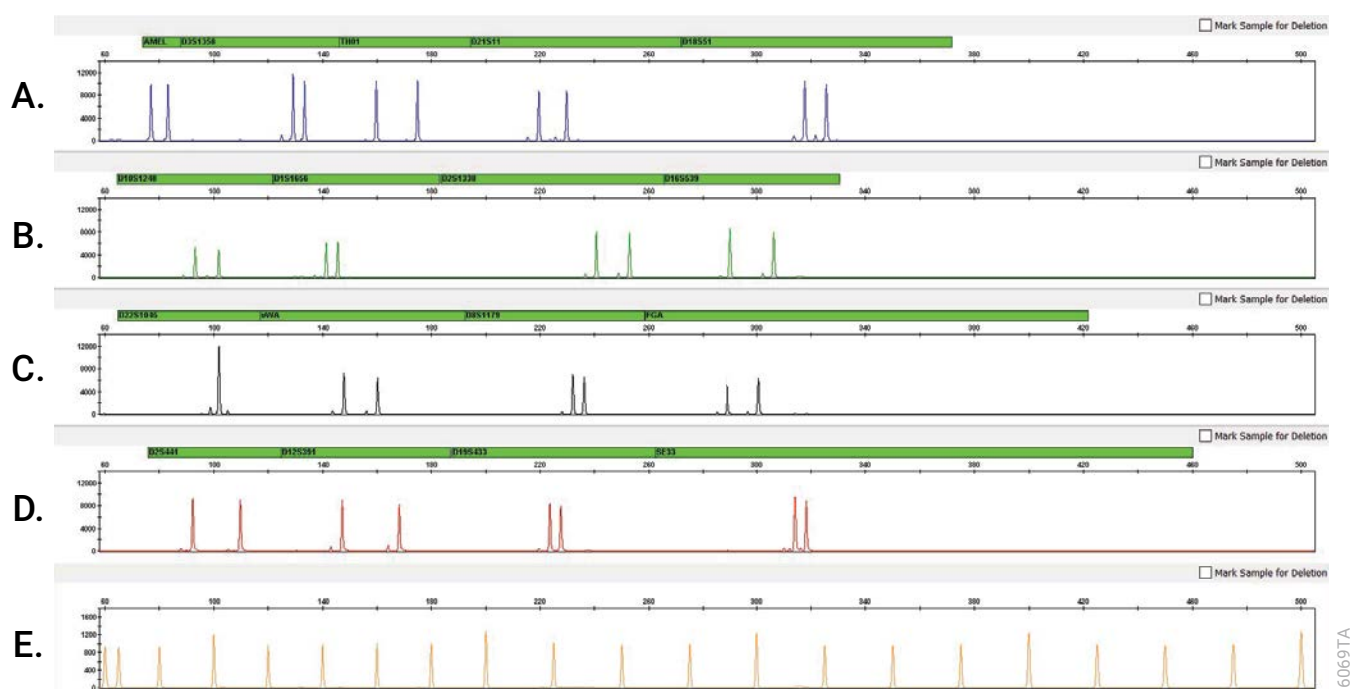 Mark Sample for Deletion
AMEL D3S1358 TH01 D21S11 D18S51
60 100 140 180 220 260 300 340 380 420 460 500
A.
12000
8000
4000
0
Mark Sample for Deletion
D10S1248 D1S1656 D2S1338 D16S539
60 100 140 180 220 260 300 340 380 420 460 500
B.
12000
8000
4000
0
Mark Sample for Deletion
D22S1045 vWA D8S1179 FGA
60 100 140 180 220 260 300 340 380 420 460 500
C.
12000
8000
4000
0
Mark Sample for Deletion
D2S441 D12S391 D19S433 SE33
60 100 140 180 220 260 300 340 380 420 460 500
D.
12000
8000
4000
0
Mark Sample for Deletion
60 100 140 180 220 260 300 340 380 420 460 500
E.
1600
1200
800
400
0
6069TA